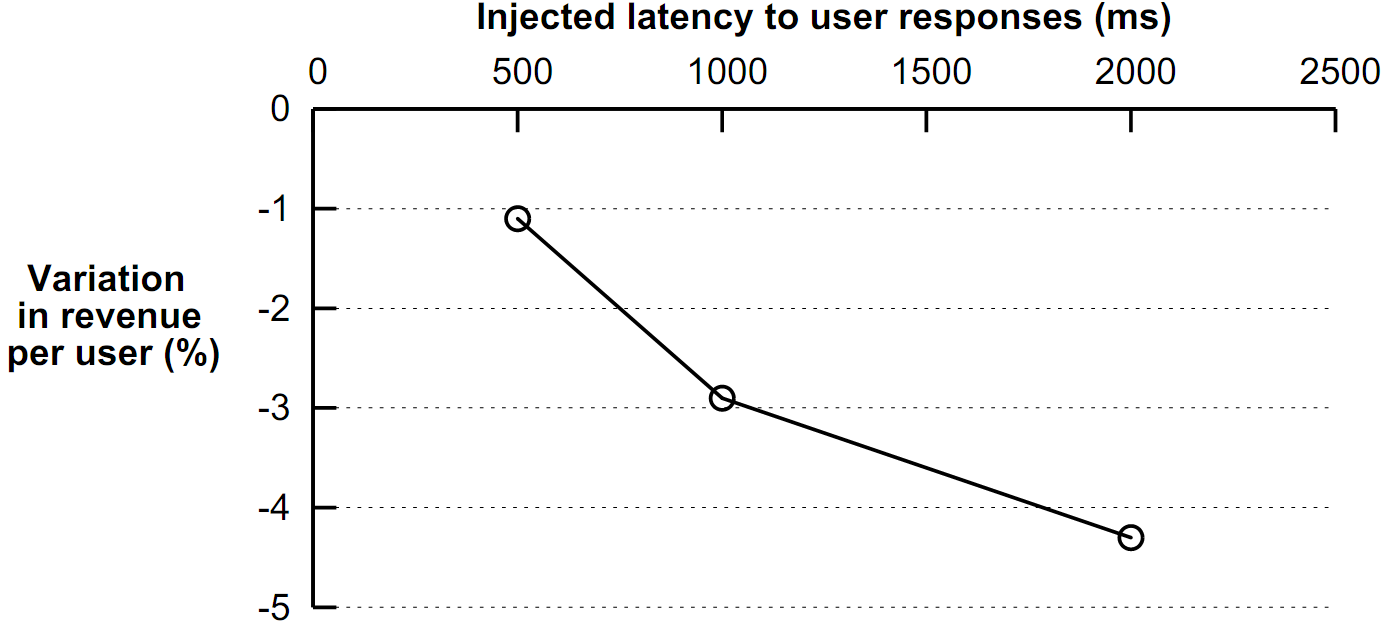 Injected latency to user responses (ms)
0 500 1000 1500 2000 2500
0
-1
-2
-3
-4
-5
Variation
in revenue
per user (%)